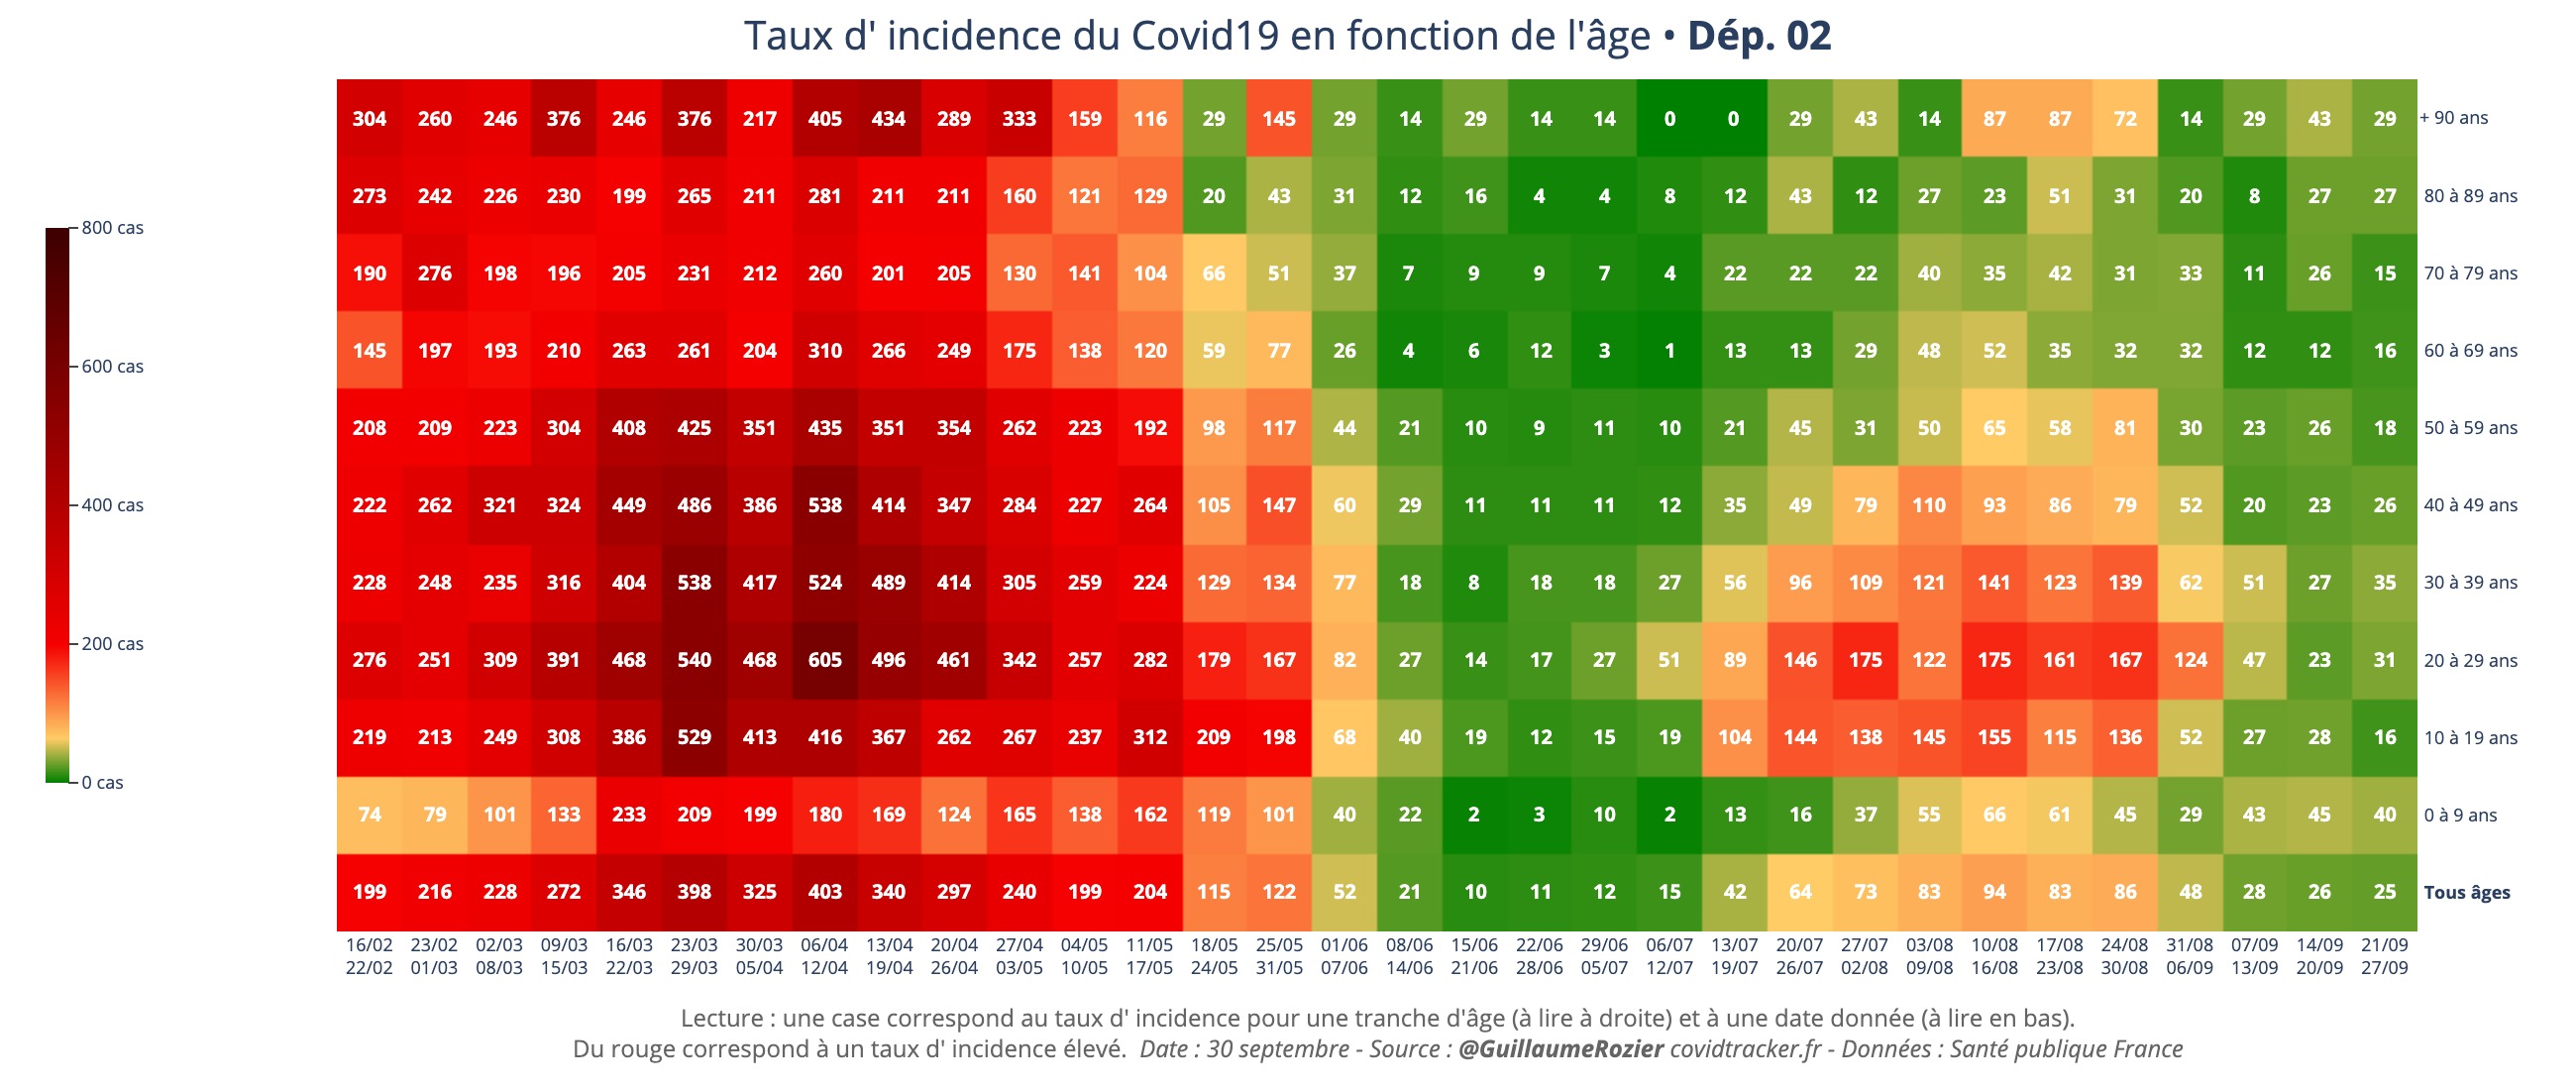 Taux d' incidence du Covid19 en fonction de l'âge • Dép. 02
800 cas
600 cas
400 cas
200 cas
0 cas
304 260 246 376 246 376 217 405 434 289 333 159 116 29 145 29 14 29 14 14 0 0 29 43 14 87 87 72 14 29 43 29 + 90 ans
273 242 226 230 199 265 211 281 211 211 160 121 129 20 43 31 12 16 4 4 8 12 43 12 27 23 51 31 20 8 27 27 80 à 89 ans
190 276 198 196 205 231 212 260 201 205 130 141 104 66 51 37 7 9 9 7 4 22 22 22 40 35 42 31 33 11 26 15 70 à 79 ans
145 197 193 210 263 261 204 310 266 249 175 138 120 59 77 26 4 6 12 3 1 13 13 29 48 52 35 32 32 12 12 16 60 à 69 ans
208 209 223 304 408 425 351 435 351 354 262 223 192 98 117 44 21 10 9 11 10 21 45 31 50 65 58 81 30 23 26 18 50 à 59 ans
222 262 321 324 449 486 386 538 414 347 284 227 264 105 147 60 29 11 11 11 12 35 49 79 110 93 86 79 52 20 23 26 40 à 49 ans
228 248 235 316 404 538 417 524 489 414 305 259 224 129 134 77 18 8 18 18 27 56 96 109 121 141 123 139 62 51 27 35 30 à 39 ans
276 251 309 391 468 540 468 605 496 461 342 257 282 179 167 82 27 14 17 27 51 89 146 175 122 175 161 167 124 47 23 31 20 à 29 ans
219 213 249 308 386 529 413 416 367 262 267 237 312 209 198 68 40 19 12 15 19 104 144 138 145 155 115 136 52 27 28 16 10 à 19 ans
74 79 101 133 233 209 199 180 169 124 165 138 162 119 101 40 22 2 3 10 2 13 16 37 55 66 61 45 29 43 45 40 0 à 9 ans
199 216 228 272 346 398 325 403 340 297 240 199 204 115 122 52 21 10 11 12 15 42 64 73 83 94 83 86 48 28 26 25 Tous âges
16/02 23/02 02/03 09/03 16/03 23/03 30/03 06/04 13/04 20/04 27/04 04/05 11/05 18/05 25/05 01/06 08/06 15/06 22/06 29/06 06/07 13/07 20/07 27/07 03/08 10/08 17/08 24/08 31/08 07/09 14/09 21/09
22/02 01/03 08/03 15/03 22/03 29/03 05/04 12/04 19/04 26/04 03/05 10/05 17/05 24/05 31/05 07/06 14/06 21/06 28/06 05/07 12/07 19/07 26/07 02/08 09/08 16/08 23/08 30/08 06/09 13/09 20/09 27/09
Lecture : une case correspond au taux d' incidence pour une tranche d'âge (à lire à droite) et à une date donnée (à lire en bas).
Du rouge correspond à un taux d' incidence élevé. Date : 30 septembre - Source : @GuillaumeRozier covidtracker.fr - Données : Santé publique France